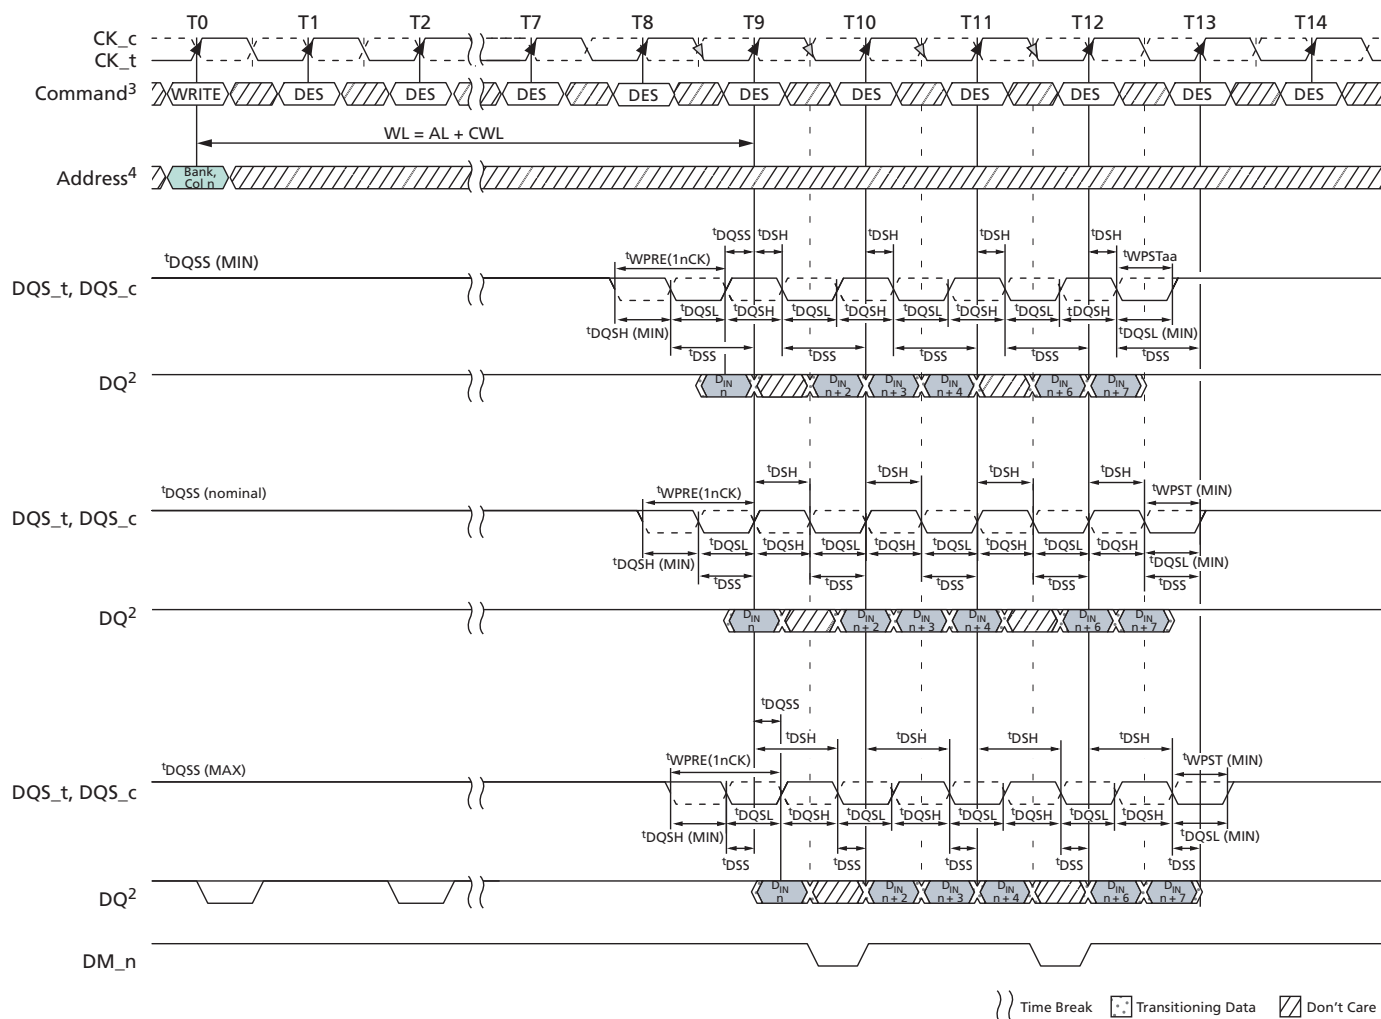 T0 T1 T2 T7 T8 T9 T10 T11 T12 T13 T14
CK_c
CK_t
Command3 WRITE DES DES DES DES DES DES DES DES DES DES
WL = AL + CWL
Address4 Bank,
Col n
tDQSS tDSH tDSH tDSH tDSH
tDQSS (MIN) tWPRE(1nCK) tWPSTaa
DQS_t, DQS_c
tDQSL tDQSH tDQSL tDQSH tDQSL tDQSH tDQSL tDQSH
tDQSH (MIN) tDQSL (MIN)
tDSS tDSS tDSS tDSS tDSS
DQ2 DIN DIN DIN DIN DIN DIN
n n + 2 n + 3 n + 4 n + 6 n + 7
tDSH tDSH tDSH tDSH
tDQSS (nominal) tWPRE(1nCK) tWPST (MIN)
DQS_t, DQS_c
tDQSL tDQSH tDQSL tDQSH tDQSL tDQSH tDQSL tDQSH
tDQSH (MIN) tDQSL (MIN)
tDSS tDSS tDSS tDSS tDSS
DQ2 DIN DIN DIN DIN DIN DIN
n n + 2 n + 3 n + 4 n + 6 n + 7
tDQSS
tDSH tDSH tDSH tDSH
tDQSS (MAX) tWPRE(1nCK) tWPST (MIN)
DQS_t, DQS_c
tDQSL tDQSH tDQSL tDQSH tDQSL tDQSH tDQSL tDQSH
tDQSH (MIN) tDQSL (MIN)
tDSS tDSS tDSS tDSS tDSS
DQ2 DIN DIN DIN DIN DIN DIN
n n + 2 n + 3 n + 4 n + 6 n + 7
DM_n
Time Break Transitioning Data Don't Care